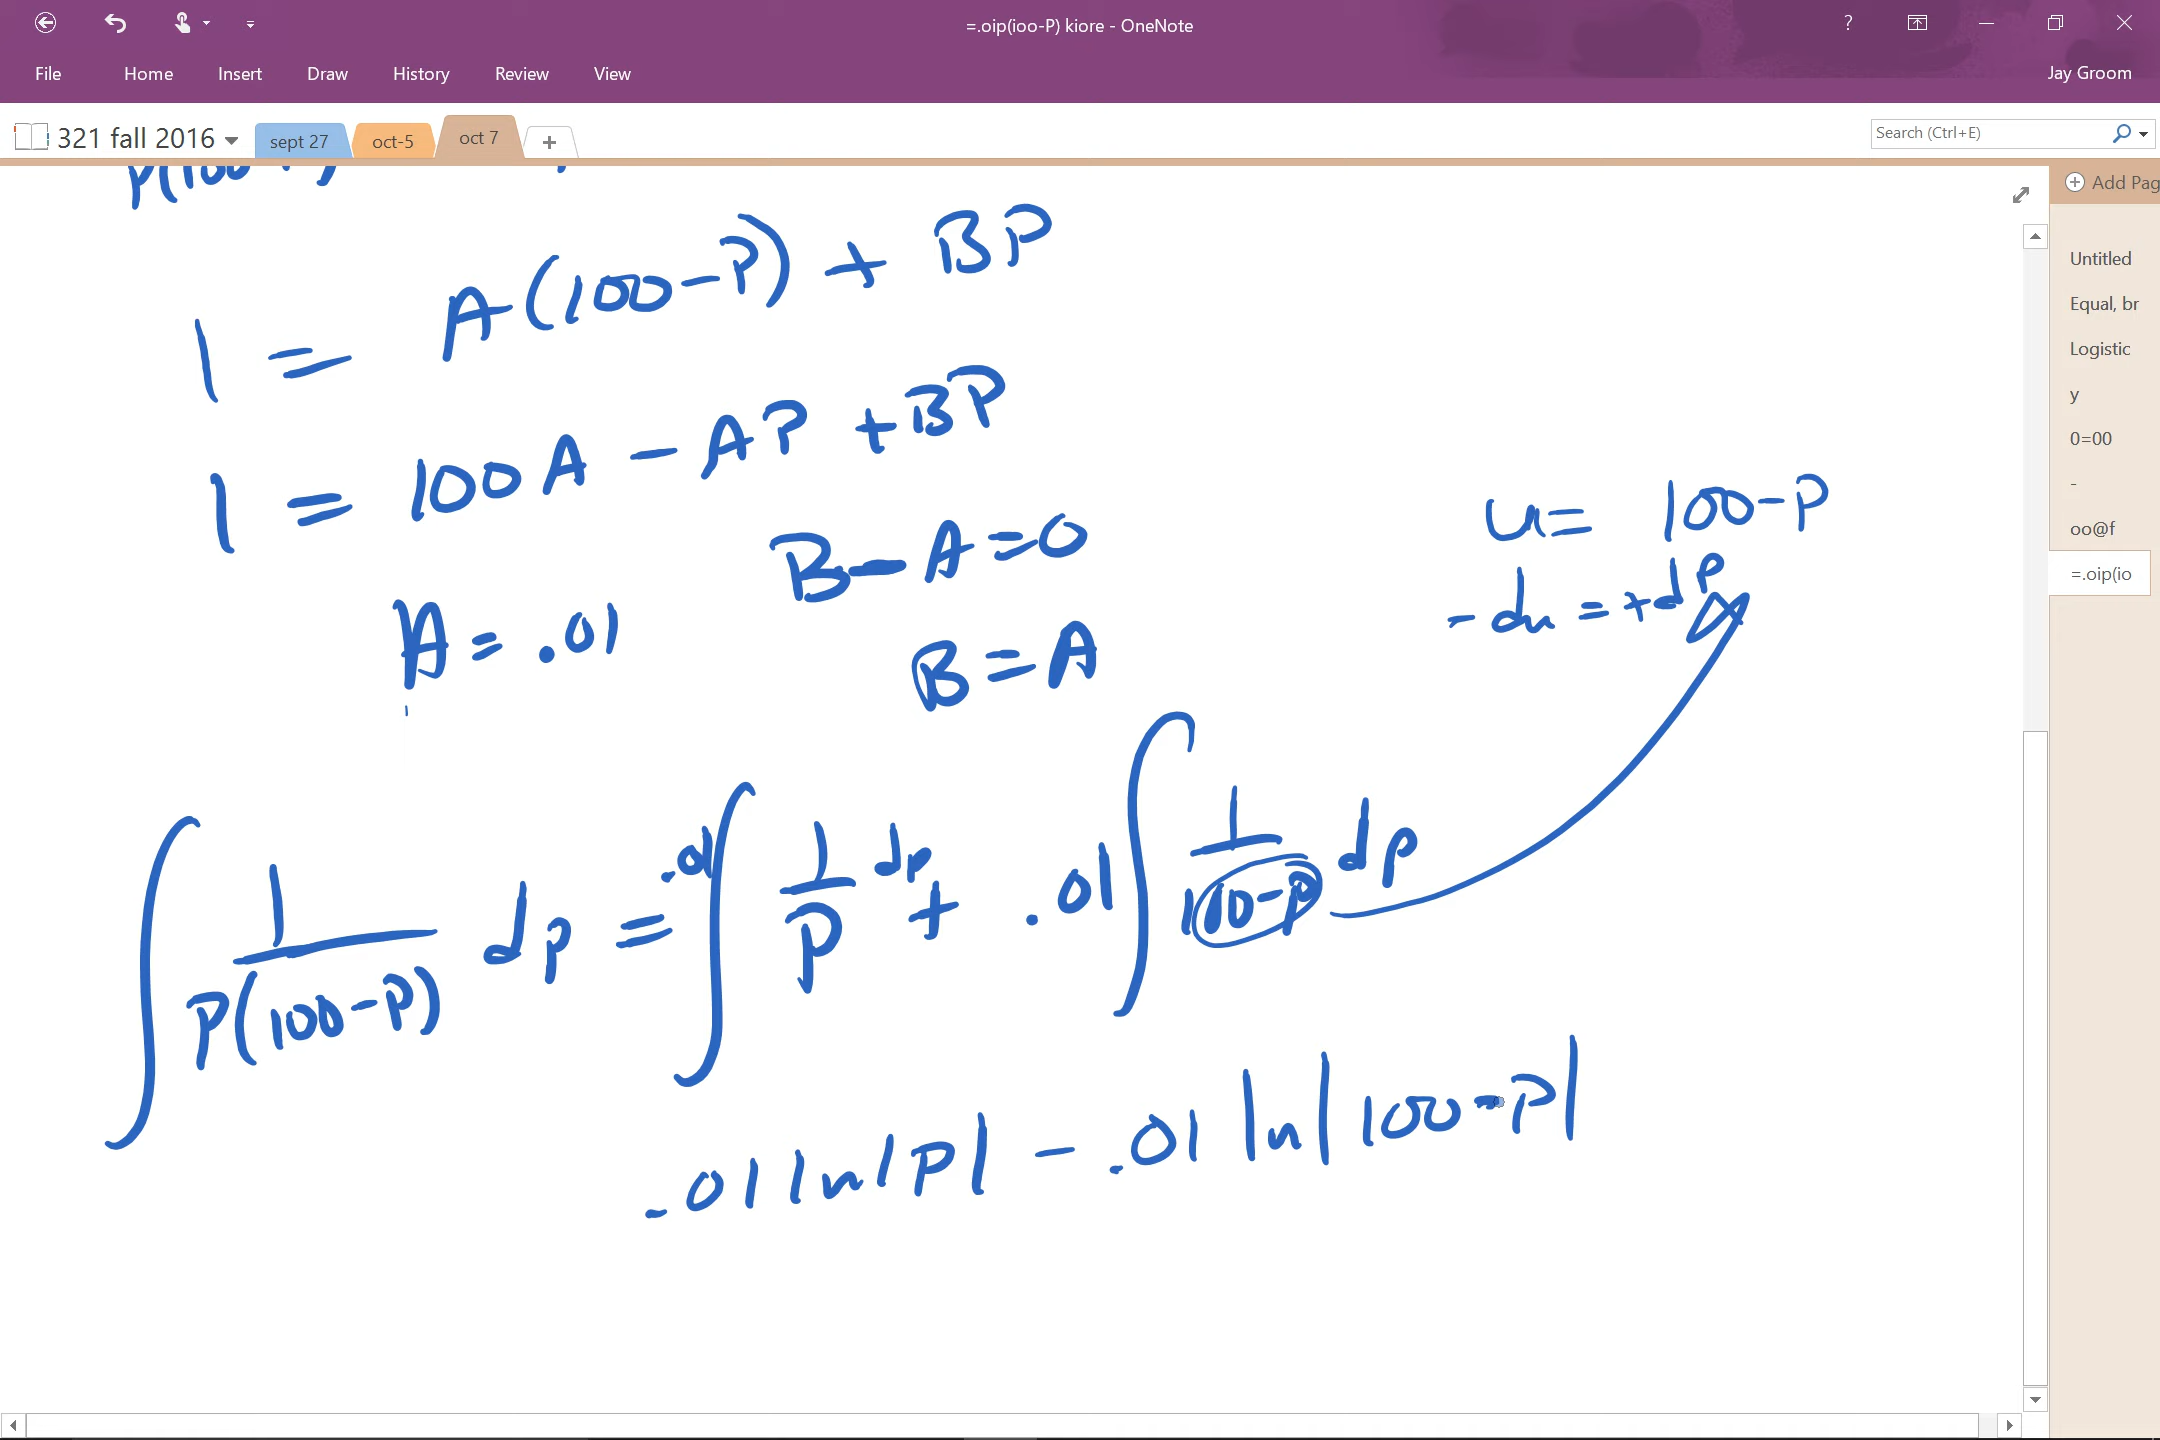 =.oip(ioo-P) kiore - OneNote
?
File Home Insert Draw History Review View
Jay Groom
321 fall 2016 sept 27 oct-5 oct 7 +
Search (Ctrl+E)
Add Pag
Untitled
Equal, br
Logistic
y
0=00
-
oo@f
=.oip(io
1 = A(100-P) + BP
1 = 100A - AP + BP
B - A = 0
A = .01
B = A
u = 100-P
-du = +dP
∫ 1/P(100-P) dp = .01 ∫ 1/P dp + .01 ∫ 1/100-P dp
.01 ln|P| - .01 ln|100-P|